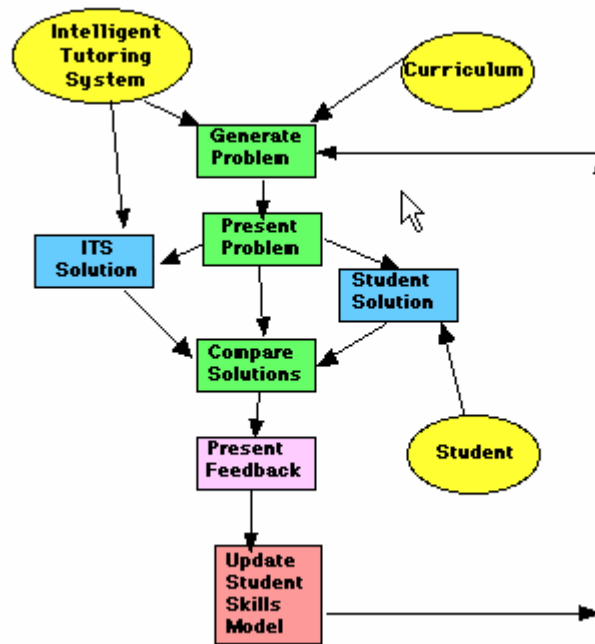 Intelligent
Tutoring
System
Curriculum
Generate
Problem
Present
Problem
ITS
Solution
Student
Solution
Compare
Solutions
Present
Feedback
Student
Update
Student
Skills
Model